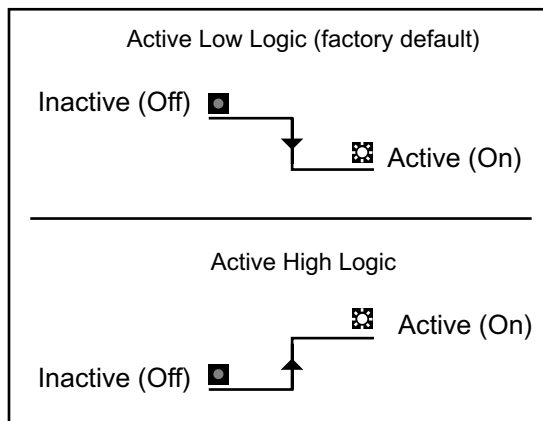 Active Low Logic (factory default)
Inactive (Off)
Active (On)
Active High Logic
Active (On)
Inactive (Off)